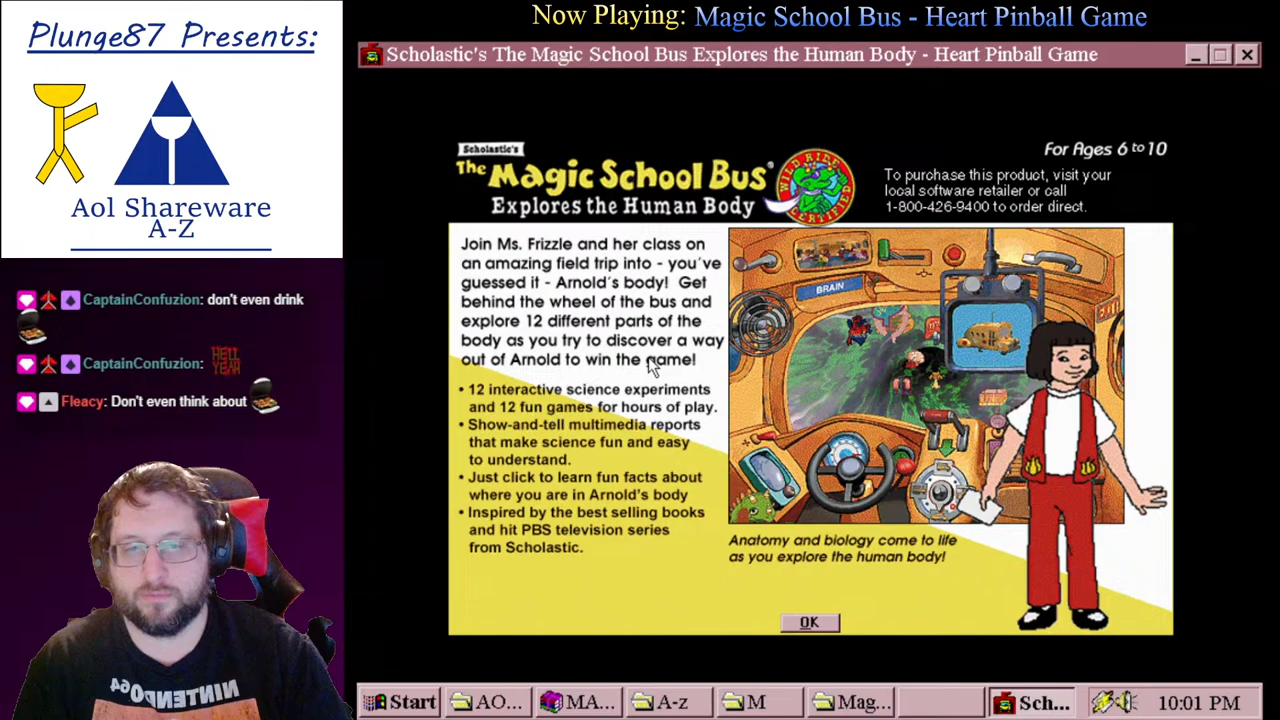 Now Playing: Magic School Bus - Heart Pinball Game
Plunge87 Presents:
Aol Shareware
A-Z
CaptainConfuzion: don't even drink
CaptainConfuzion: HELL YEAH
Fleacy: Don't even think about
NINTENDO64
Scholastic's The Magic School Bus Explores the Human Body - Heart Pinball Game
Scholastic's
The Magic School Bus®
Explores the Human Body
WILD RIDE
CERTIFIED
For Ages 6 to 10
To purchase this product, visit your
local software retailer or call
1-800-426-9400 to order direct.
Join Ms. Frizzle and her class on
an amazing field trip into - you've
guessed it - Arnold's body! Get
behind the wheel of the bus and
explore 12 different parts of the
body as you try to discover a way
out of Arnold to win the game!
• 12 interactive science experiments
and 12 fun games for hours of play.
• Show-and-tell multimedia reports
that make science fun and easy
to understand.
• Just click to learn fun facts about
where you are in Arnold's body
• Inspired by the best selling books
and hit PBS television series
from Scholastic.
BRAIN
EXIT
Anatomy and biology come to life
as you explore the human body!
OK
Start
AO...
MA...
A-z
M
Mag...
Sch...
10:01 PM